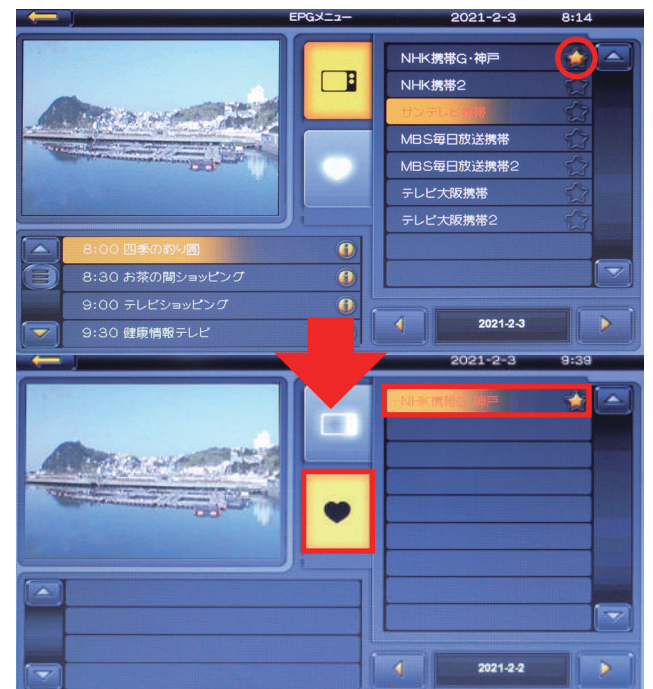 EPGメニュー 2021-2-3 8:14
NHK携帯G・神戸
NHK携帯2
サンテレビ携帯
MBS毎日放送携帯
MBS毎日放送携帯2
テレビ大阪携帯
テレビ大阪携帯2
8:00 四季の釣り
8:30 お茶の間ショッピング
9:00 テレビショッピング
9:30 健康情報テレビ
2021-2-3
2021-2-3 9:39
NHK携帯G・神戸
2021-2-2